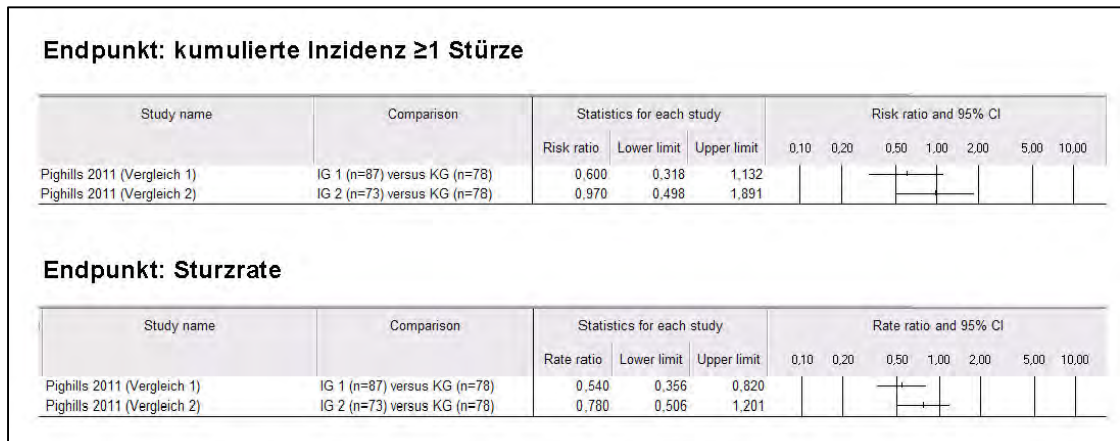 Endpunkt: kumulierte Inzidenz ≥1 Stürze
Study name Comparison Statistics for each study Risk ratio and 95% CI
Risk ratio Lower limit Upper limit 0,10 0,20 0,50 1,00 2,00 5,00 10,00
Pighills 2011 (Vergleich 1) IG 1 (n=87) versus KG (n=78) 0,600 0,318 1,132
Pighills 2011 (Vergleich 2) IG 2 (n=73) versus KG (n=78) 0,970 0,498 1,891
Endpunkt: Sturzrate
Study name Comparison Statistics for each study Rate ratio and 95% CI
Rate ratio Lower limit Upper limit 0,10 0,20 0,50 1,00 2,00 5,00 10,00
Pighills 2011 (Vergleich 1) IG 1 (n=87) versus KG (n=78) 0,540 0,356 0,820
Pighills 2011 (Vergleich 2) IG 2 (n=73) versus KG (n=78) 0,780 0,506 1,201